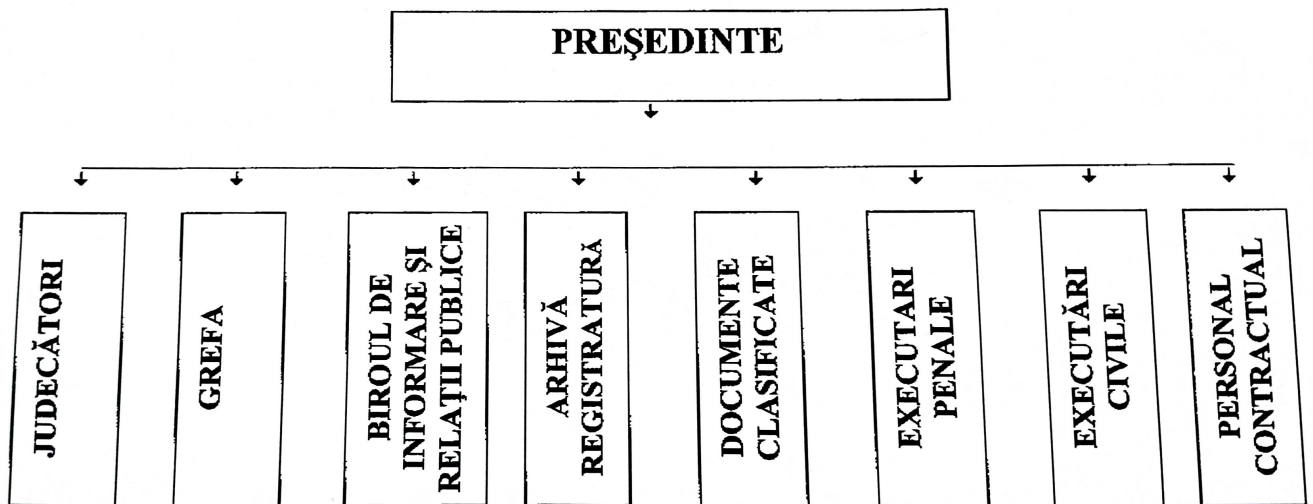 PREŞEDINTE
JUDECĂTORI
GREFA
BIROUL DE
INFORMARE ŞI
RELAŢII PUBLICE
ARHIVĂ
REGISTRATURĂ
DOCUMENTE
CLASIFICATE
EXECUTARI
PENALE
EXECUTĂRI
CIVILE
PERSONAL
CONTRACTUAL